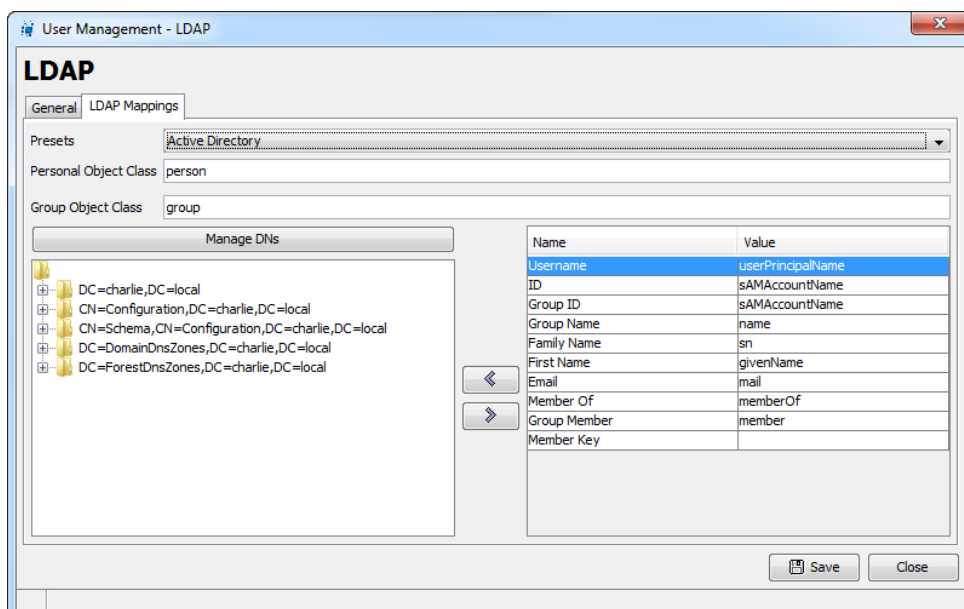 User Management - LDAP
LDAP
General LDAP Mappings
Presets Active Directory
Personal Object Class person
Group Object Class group
Manage DNs
DC=charlie,DC=local
CN=Configuration,DC=charlie,DC=local
CN=Schema,CN=Configuration,DC=charlie,DC=local
DC=DomainDnsZones,DC=charlie,DC=local
DC=ForestDnsZones,DC=charlie,DC=local
Name Value
Username userPrincipalName
ID sAMAccountName
Group ID sAMAccountName
Group Name name
Family Name sn
First Name givenName
Email mail
Member Of memberOf
Group Member member
Member Key
Save Close